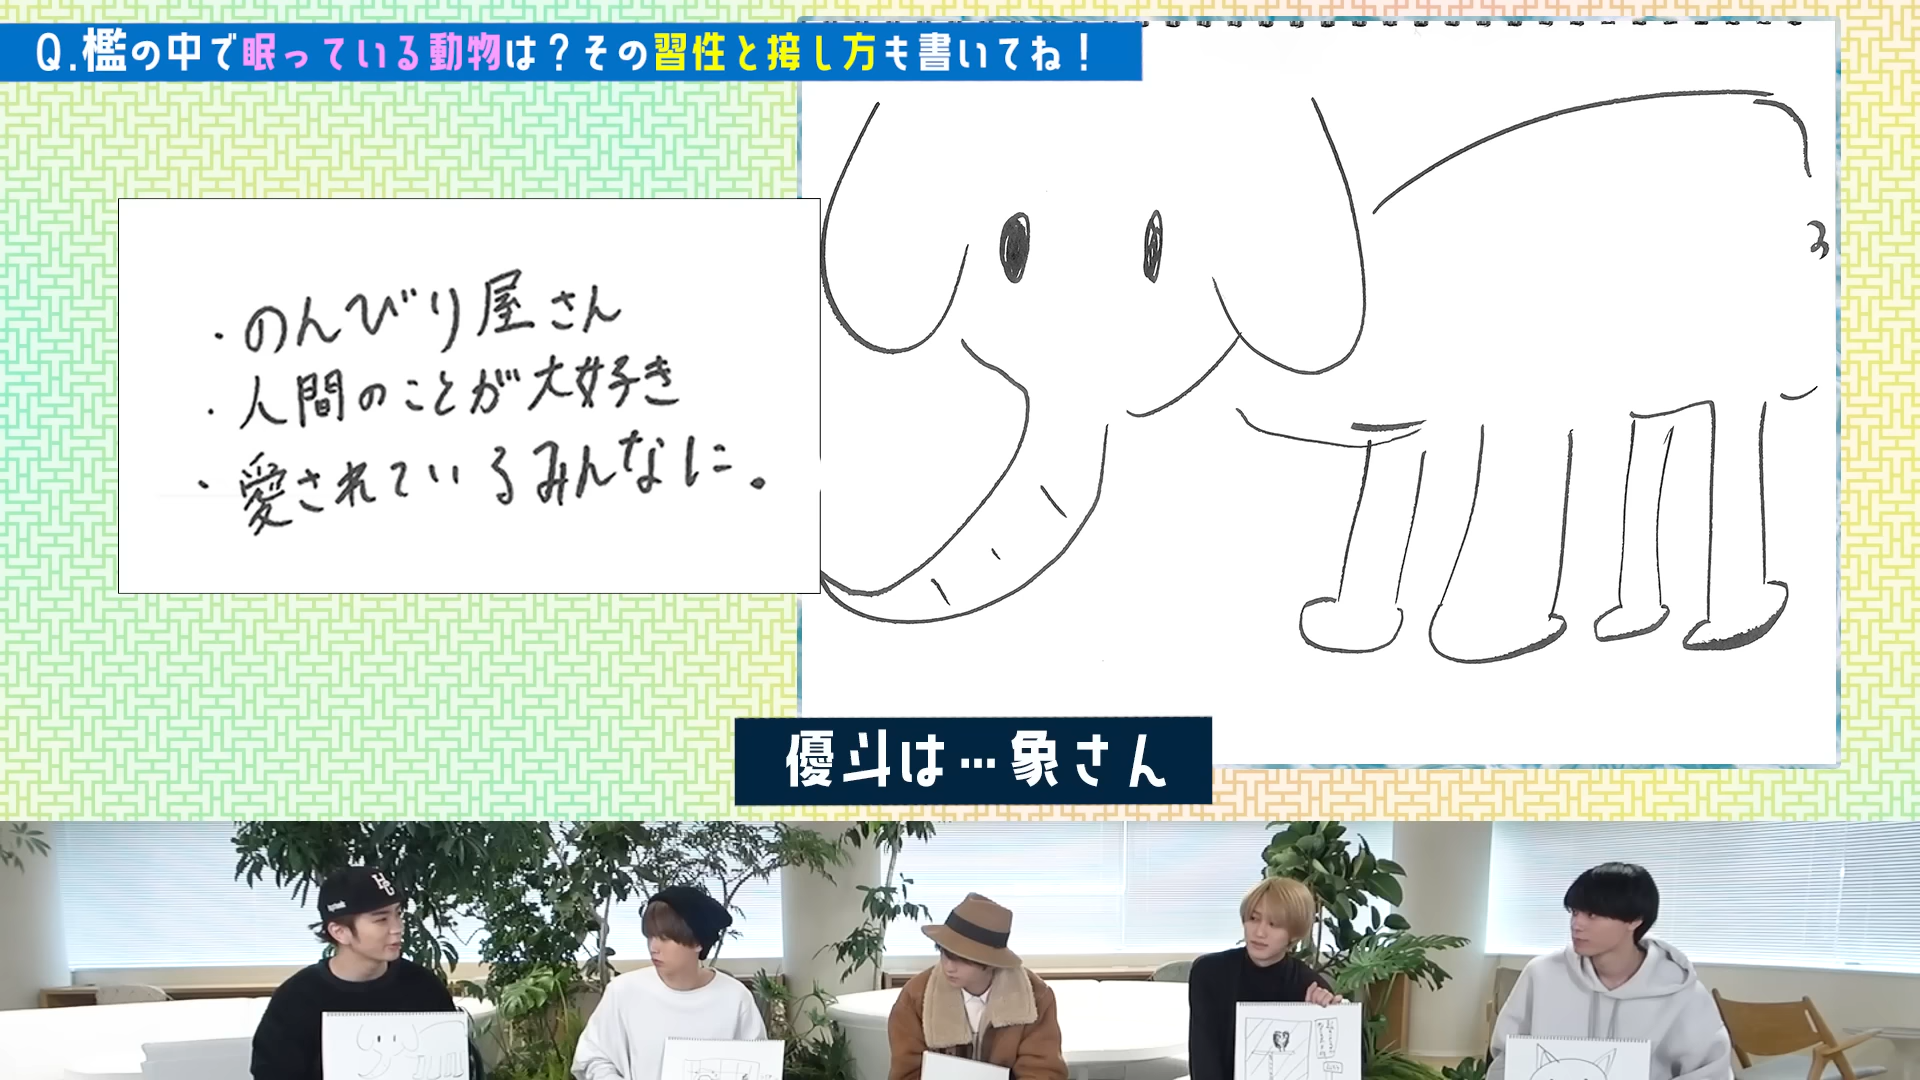 Q.檻の中で眠っている動物は？その習性と接し方も書いてね！
・のんびり屋さん
・人間のことが大好き
・愛されているみんなに。
優斗は…象さん